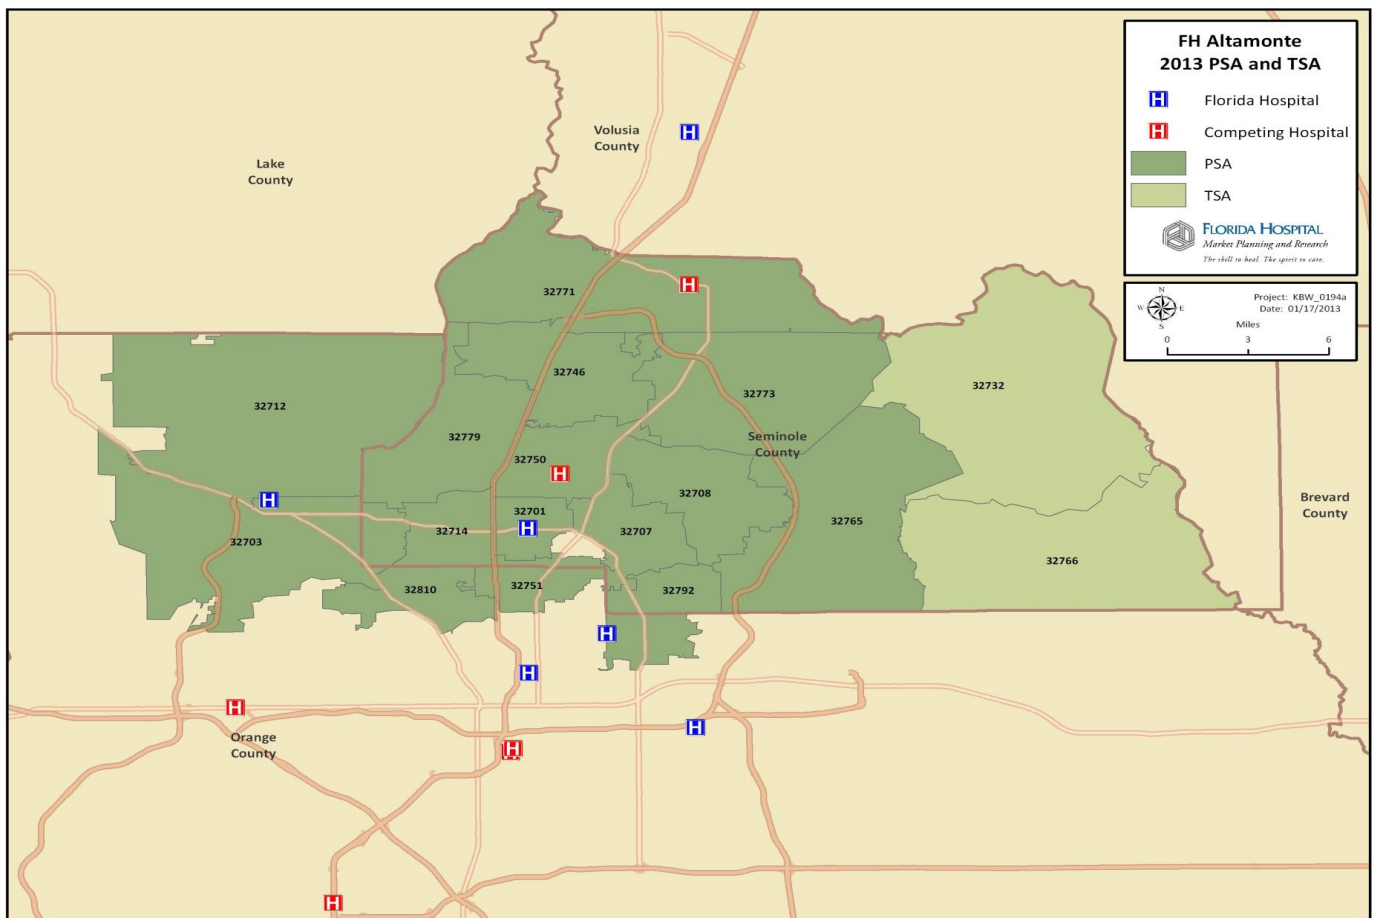 FH Altamonte
2013 PSA and TSA
H Florida Hospital
H Competing Hospital
PSA
TSA
FLORIDA HOSPITAL
Market Planning and Research
The skill to heal. The spirit to care.
N
W E
S
Project: KBW_0194a
Date: 01/17/2013
Miles
0 3 6
Volusia
County
H
Lake
County
H
32771
32746
32732
32773
32712
32779
Seminole
County
32750
H
32708
H
Brevard
County
32701
32765
H
32714
32707
32703
32766
32751
32810
32792
H
H
H
H
Orange
County
H
H